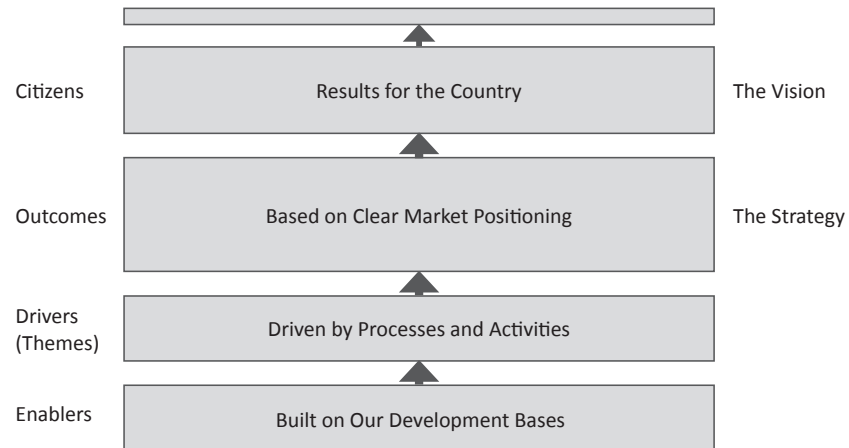 Citizens
Results for the Country
The Vision
Outcomes
Based on Clear Market Positioning
The Strategy
Drivers
(Themes)
Driven by Processes and Activities
Enablers
Built on Our Development Bases